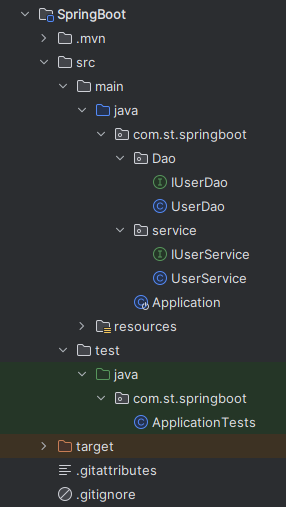 SpringBoot
.mvn
src
main
java
com.st.springboot
Dao
IUserDao
UserDao
service
IUserService
UserService
Application
resources
test
java
com.st.springboot
ApplicationTests
target
.gitattributes
.gitignore